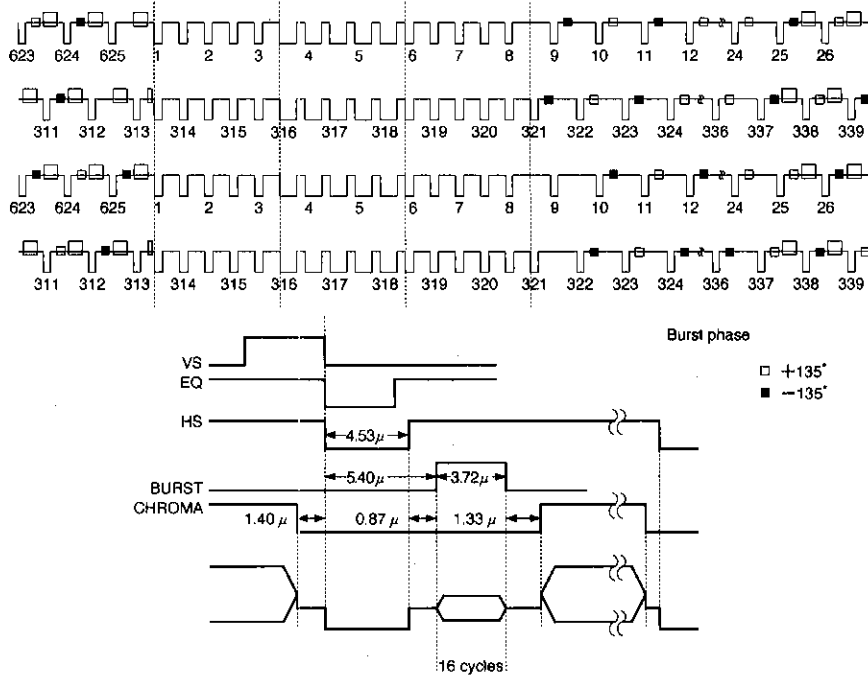 623 624 625 1 2 3 4 5 6 7 8 9 10 11 12 24 25 26
311 312 313 314 315 316 317 318 319 320 321 322 323 324 336 337 338 339
623 624 625 1 2 3 4 5 6 7 8 9 10 11 12 24 25 26
311 312 313 314 315 316 317 318 319 320 321 322 323 324 336 337 338 339
Burst phase
VS
□ +135°
EQ
■ −135°
HS
4.53μ
5.40μ 3.72μ
BURST
CHROMA
1.40 μ 0.87 μ 1.33 μ
16 cycles